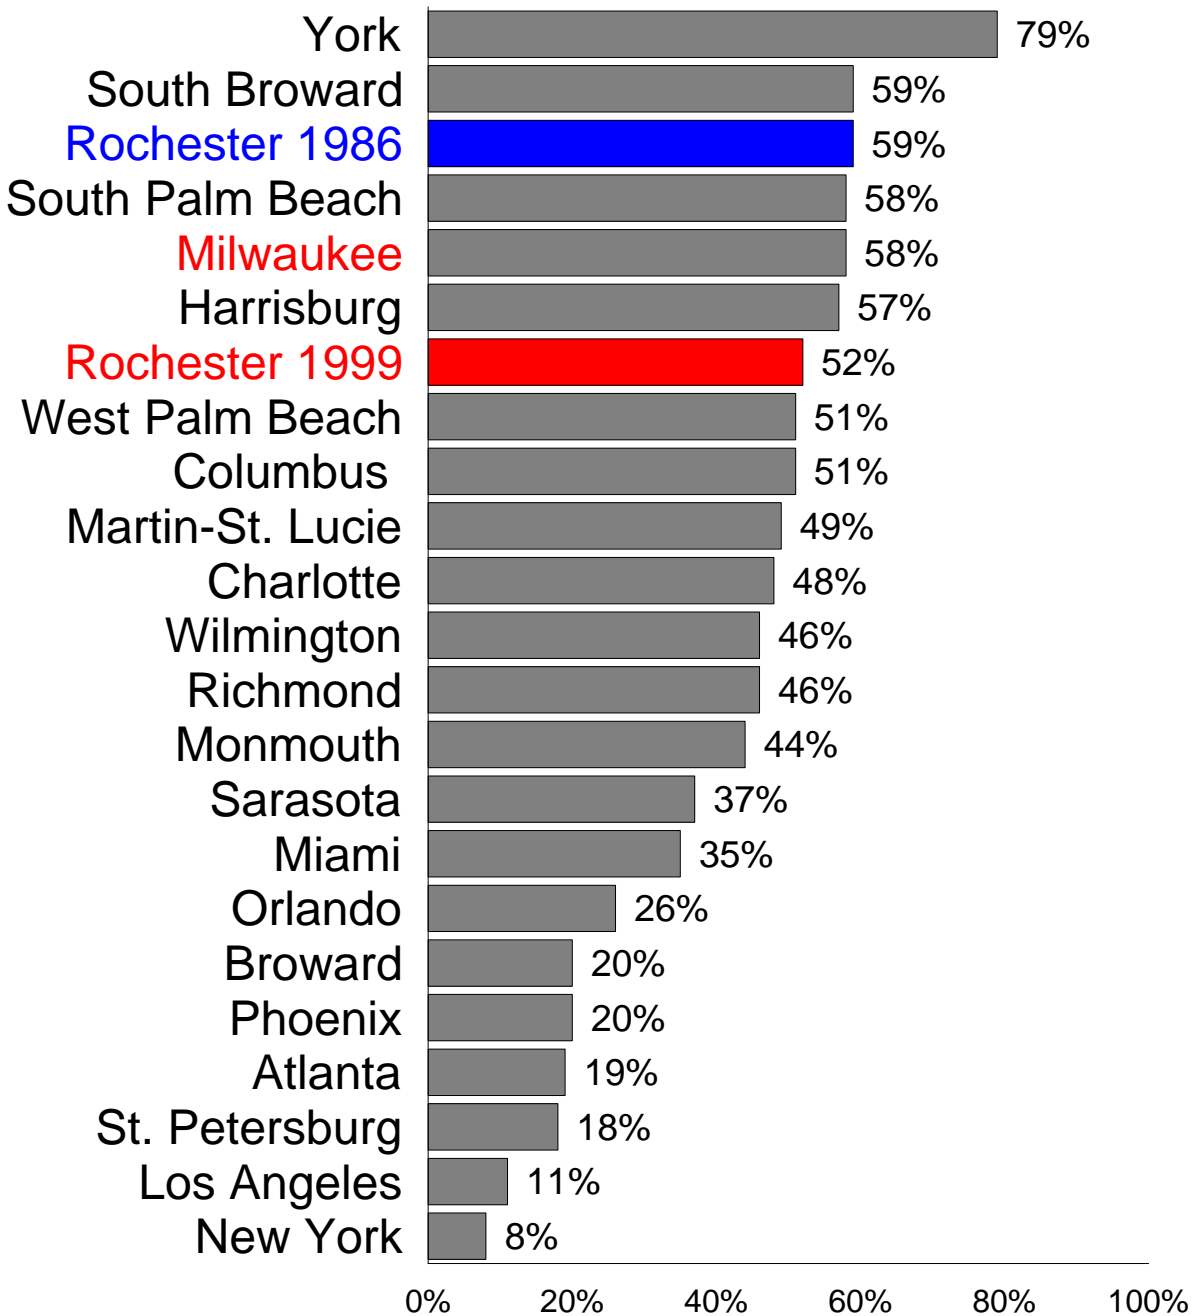 York 79%
South Broward 59%
Rochester 1986 59%
South Palm Beach 58%
Milwaukee 58%
Harrisburg 57%
Rochester 1999 52%
West Palm Beach 51%
Columbus 51%
Martin-St. Lucie 49%
Charlotte 48%
Wilmington 46%
Richmond 46%
Monmouth 44%
Sarasota 37%
Miami 35%
Orlando 26%
Broward 20%
Phoenix 20%
Atlanta 19%
St. Petersburg 18%
Los Angeles 11%
New York 8%
0% 20% 40% 60% 80% 100%